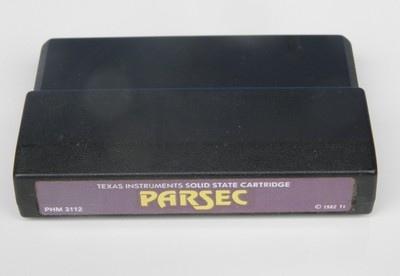 TEXAS INSTRUMENTS SOLID STATE CARTRIDGE
PARSEC
PHM 3112
© 1982 TI